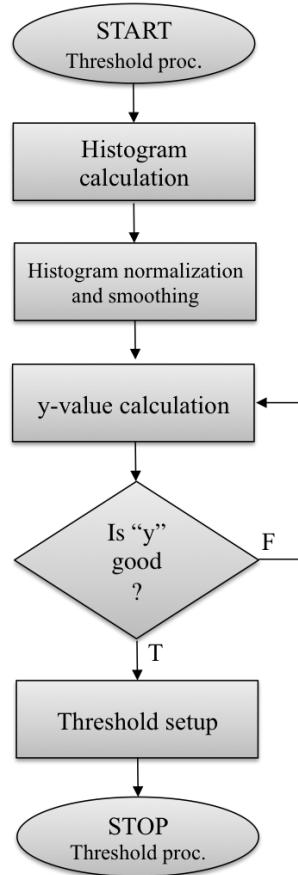 START
Threshold proc.
Histogram
calculation
Histogram normalization
and smoothing
y-value calculation
Is “y”
good
?
F
T
Threshold setup
STOP
Threshold proc.